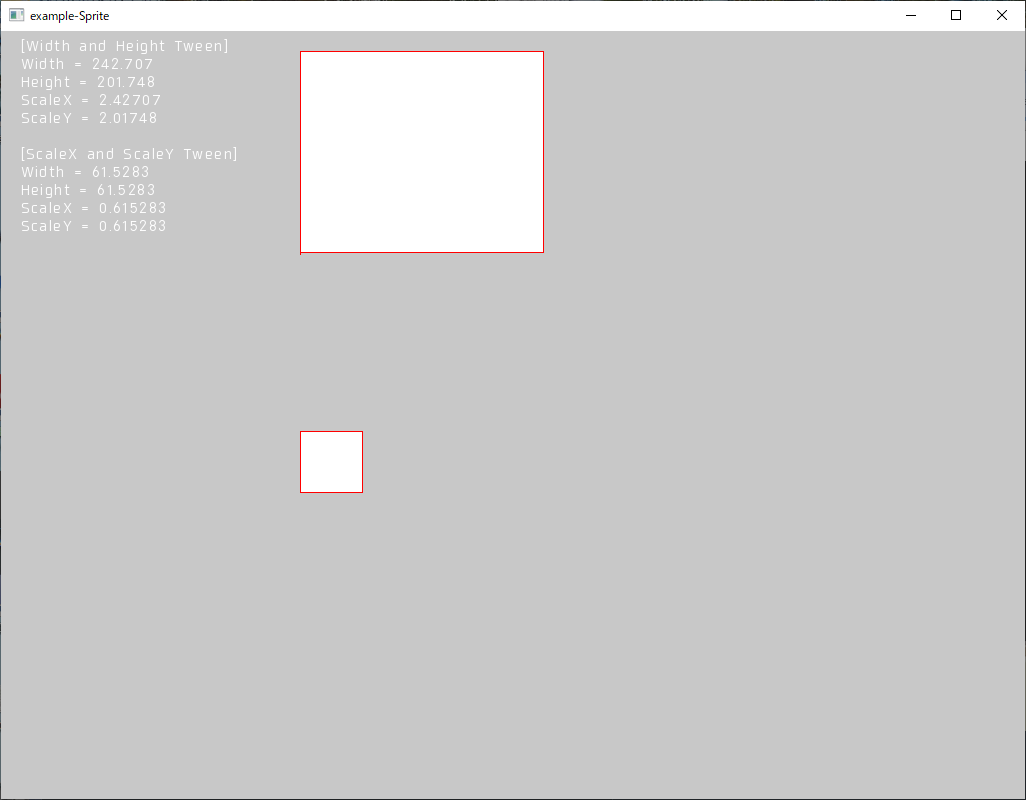 example-Sprite
[Width and Height Tween]
Width = 242.707
Height = 201.748
ScaleX = 2.42707
ScaleY = 2.01748
[ScaleX and ScaleY Tween]
Width = 61.5283
Height = 61.5283
ScaleX = 0.615283
ScaleY = 0.615283